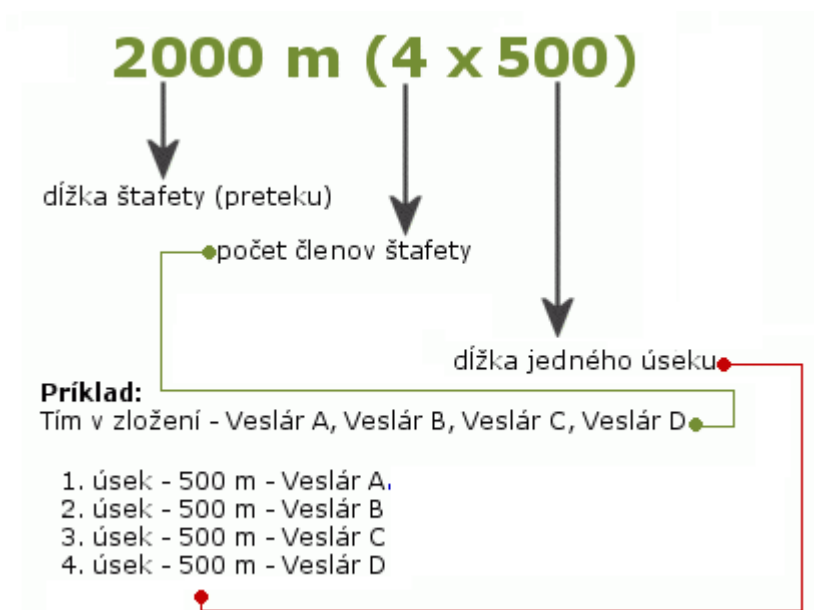 2000 m (4 x 500)
dĺžka štafety (preteku)
počet členov štafety
dĺžka jedného úseku
Príklad:
Tím v zložení - Veslár A, Veslár B, Veslár C, Veslár D
1. úsek - 500 m - Veslár A.
2. úsek - 500 m - Veslár B
3. úsek - 500 m - Veslár C
4. úsek - 500 m - Veslár D